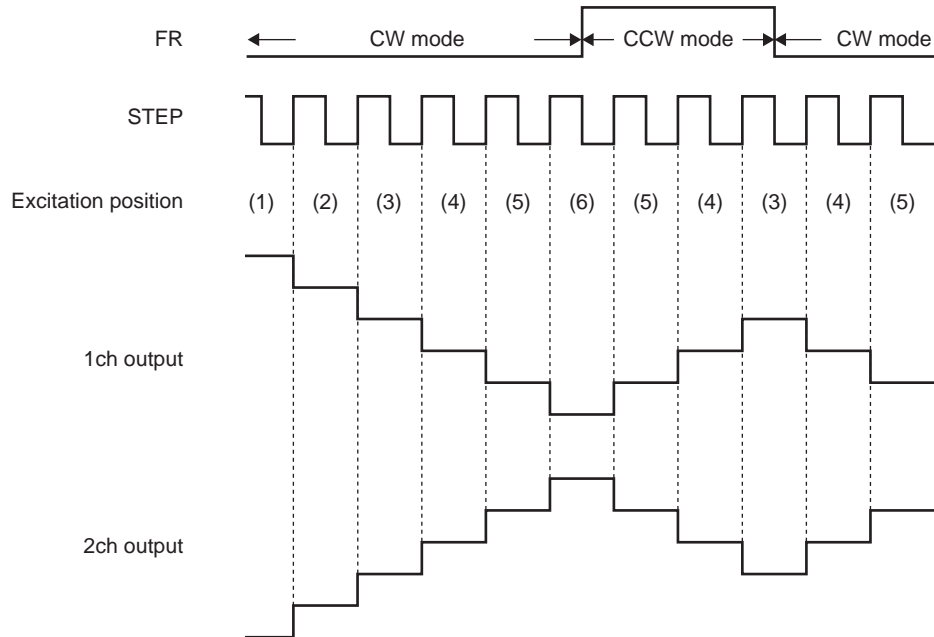 FR CW mode CCW mode CW mode
STEP
Excitation position (1) (2) (3) (4) (5) (6) (5) (4) (3) (4) (5)
1ch output
2ch output